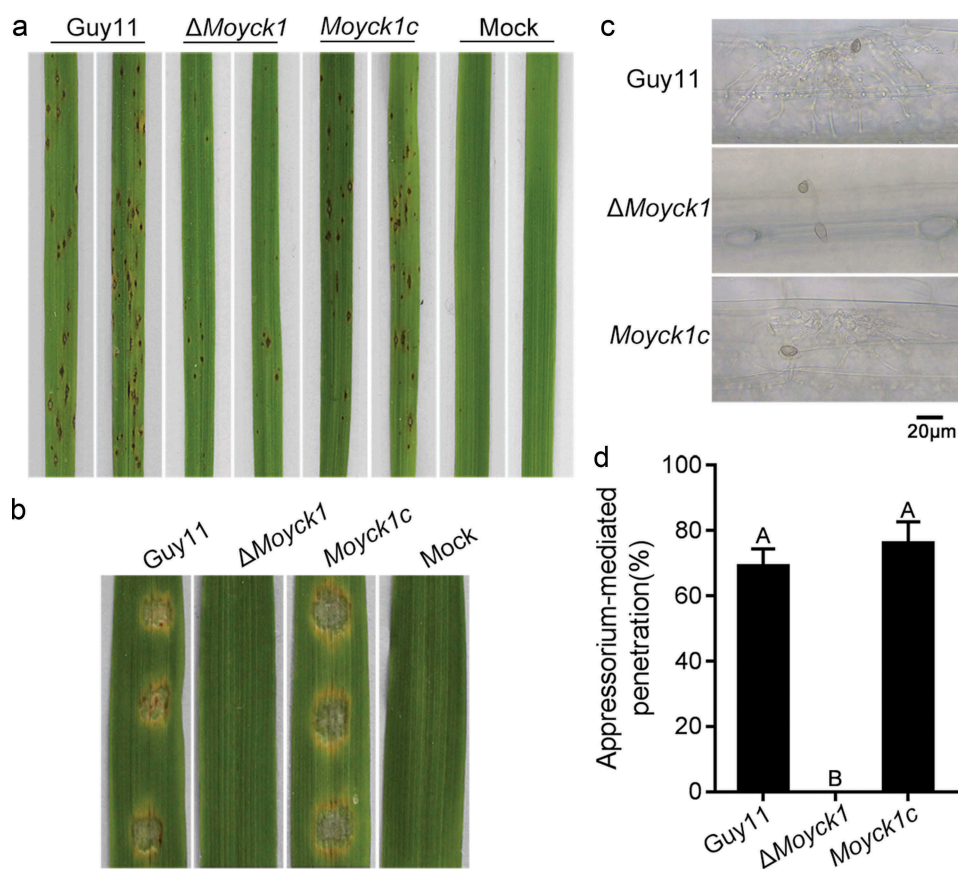 a
Guy11 ΔMoyck1 Moyck1c Mock
b
Guy11 ΔMoyck1 Moyck1c Mock
c
Guy11
ΔMoyck1
Moyck1c
20μm
d
Appressorium-mediated
penetration(%)
100
80
60
40
20
0
A
B
A
Guy11 ΔMoyck1 Moyck1c